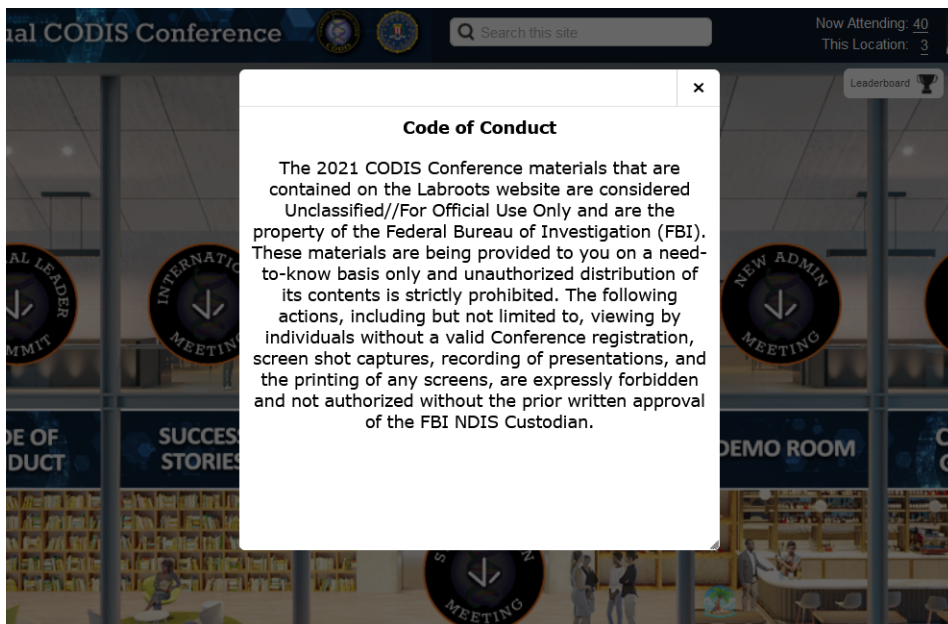 ual CODIS Conference
Search this site
Now Attending: 40
This Location: 3
Leaderboard
×
Code of Conduct
The 2021 CODIS Conference materials that are
contained on the Labroots website are considered
Unclassified//For Official Use Only and are the
property of the Federal Bureau of Investigation (FBI).
These materials are being provided to you on a need-
to-know basis only and unauthorized distribution of
its contents is strictly prohibited. The following
actions, including but not limited to, viewing by
individuals without a valid Conference registration,
screen shot captures, recording of presentations, and
the printing of any screens, are expressly forbidden
and not authorized without the prior written approval
of the FBI NDIS Custodian.
AL LEADER
MMIT
INTERNATIO
MEETIN
NEW ADMIN
MEETING
DE OF
DUCT
SUCCES
STORIES
DEMO ROOM
MEETING